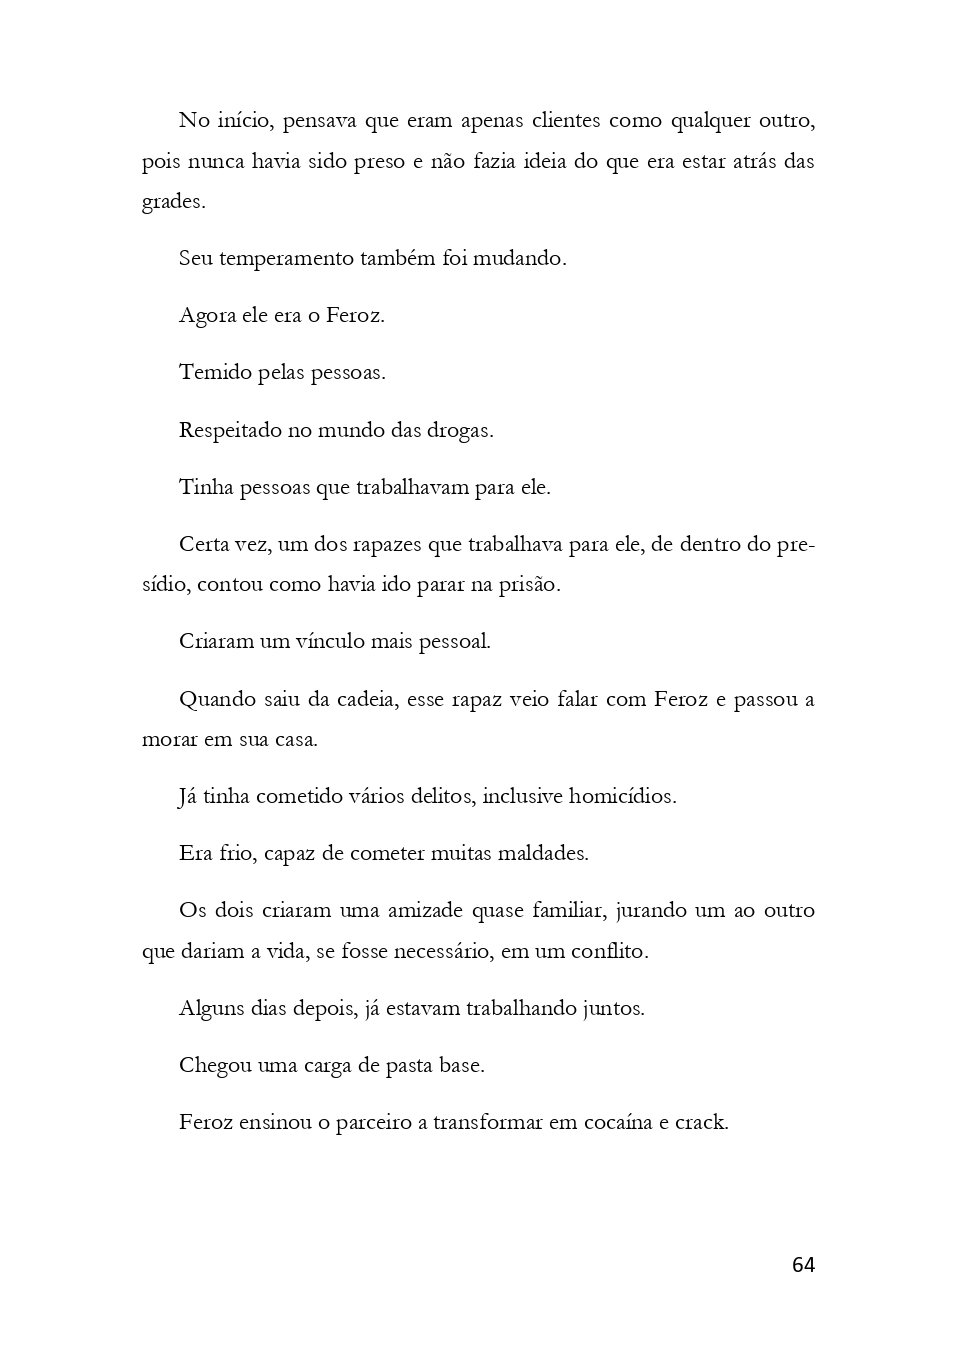 No início, pensava que eram apenas clientes como qualquer outro,
pois nunca havia sido preso e não fazia ideia do que era estar atrás das
grades.
Seu temperamento também foi mudando.
Agora ele era o Feroz.
Temido pelas pessoas.
Respeitado no mundo das drogas.
Tinha pessoas que trabalhavam para ele.
Certa vez, um dos rapazes que trabalhava para ele, de dentro do pre-
sídio, contou como havia ido parar na prisão.
Criaram um vínculo mais pessoal.
Quando saiu da cadeia, esse rapaz veio falar com Feroz e passou a
morar em sua casa.
Já tinha cometido vários delitos, inclusive homicídios.
Era frio, capaz de cometer muitas maldades.
Os dois criaram uma amizade quase familiar, jurando um ao outro
que dariam a vida, se fosse necessário, em um conflito.
Alguns dias depois, já estavam trabalhando juntos.
Chegou uma carga de pasta base.
Feroz ensinou o parceiro a transformar em cocaína e crack.
64